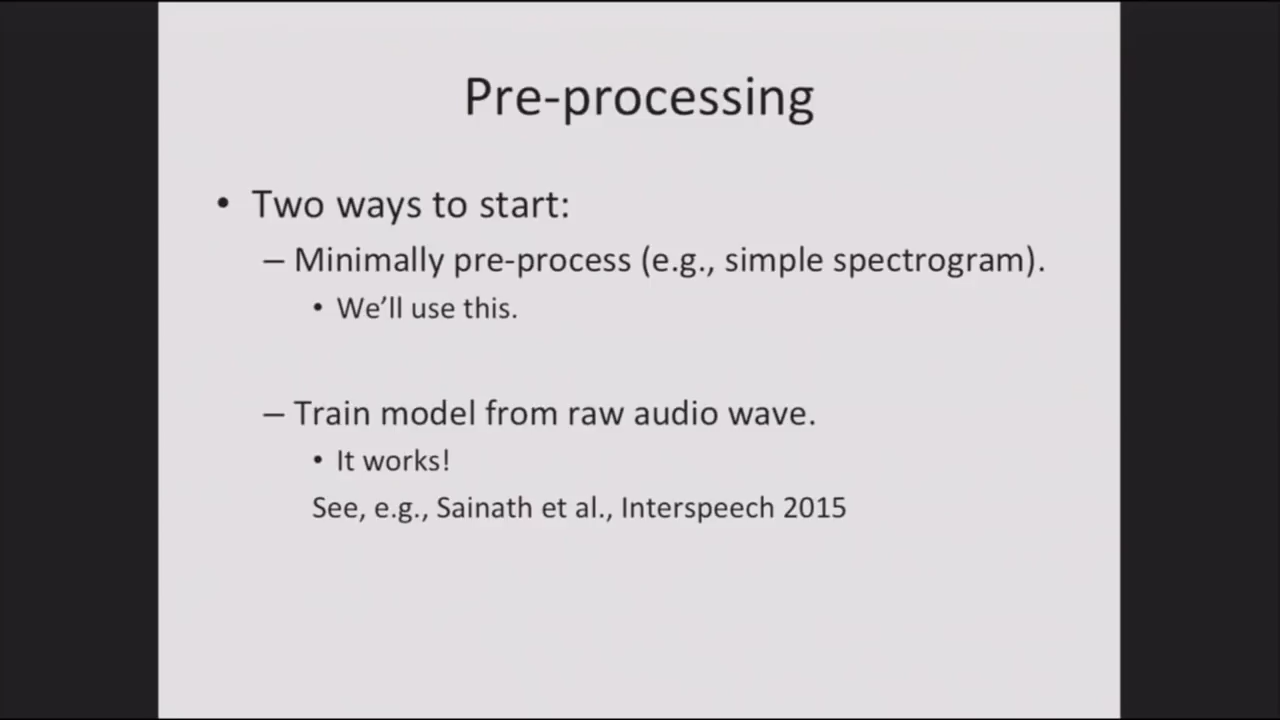 Pre-processing
• Two ways to start:
– Minimally pre-process (e.g., simple spectrogram).
• We’ll use this.
– Train model from raw audio wave.
• It works!
See, e.g., Sainath et al., Interspeech 2015